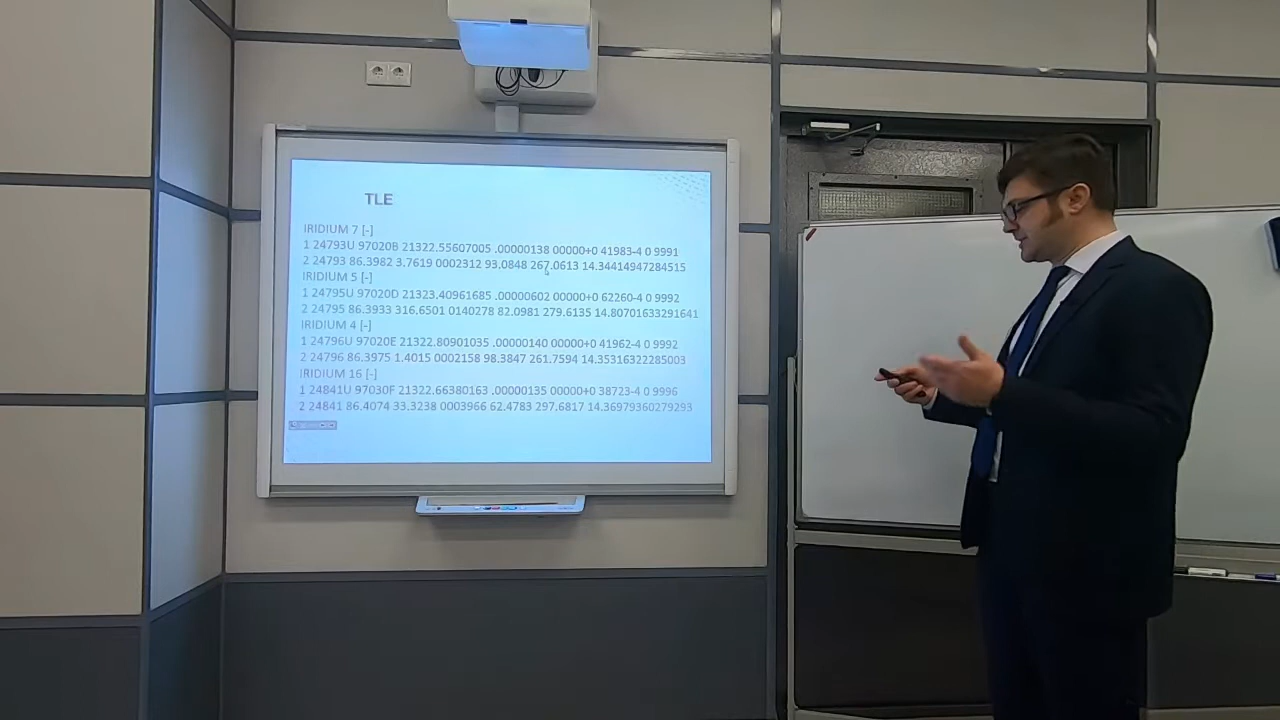 TLE
IRIDIUM 7 [-]
1 24793U 97020B 21322.55607005 .00000138 00000+0 41983-4 0 9991
2 24793 86.3982 3.7619 0002312 93.0848 267.0613 14.34414947284515
IRIDIUM 5 [-]
1 24795U 97020D 21323.40961685 .00000602 00000+0 62260-4 0 9992
2 24795 86.3933 316.6501 0140278 82.0981 279.6135 14.80701633291641
IRIDIUM 4 [-]
1 24796U 97020E 21322.80901035 .00000140 00000+0 41962-4 0 9992
2 24796 86.3975 1.4015 0002158 98.3847 261.7594 14.35316322285003
IRIDIUM 16 [-]
1 24841U 97030F 21322.66380163 .00000135 00000+0 38723-4 0 9996
2 24841 86.4074 33.3238 0003966 62.4783 297.6817 14.36979360279293